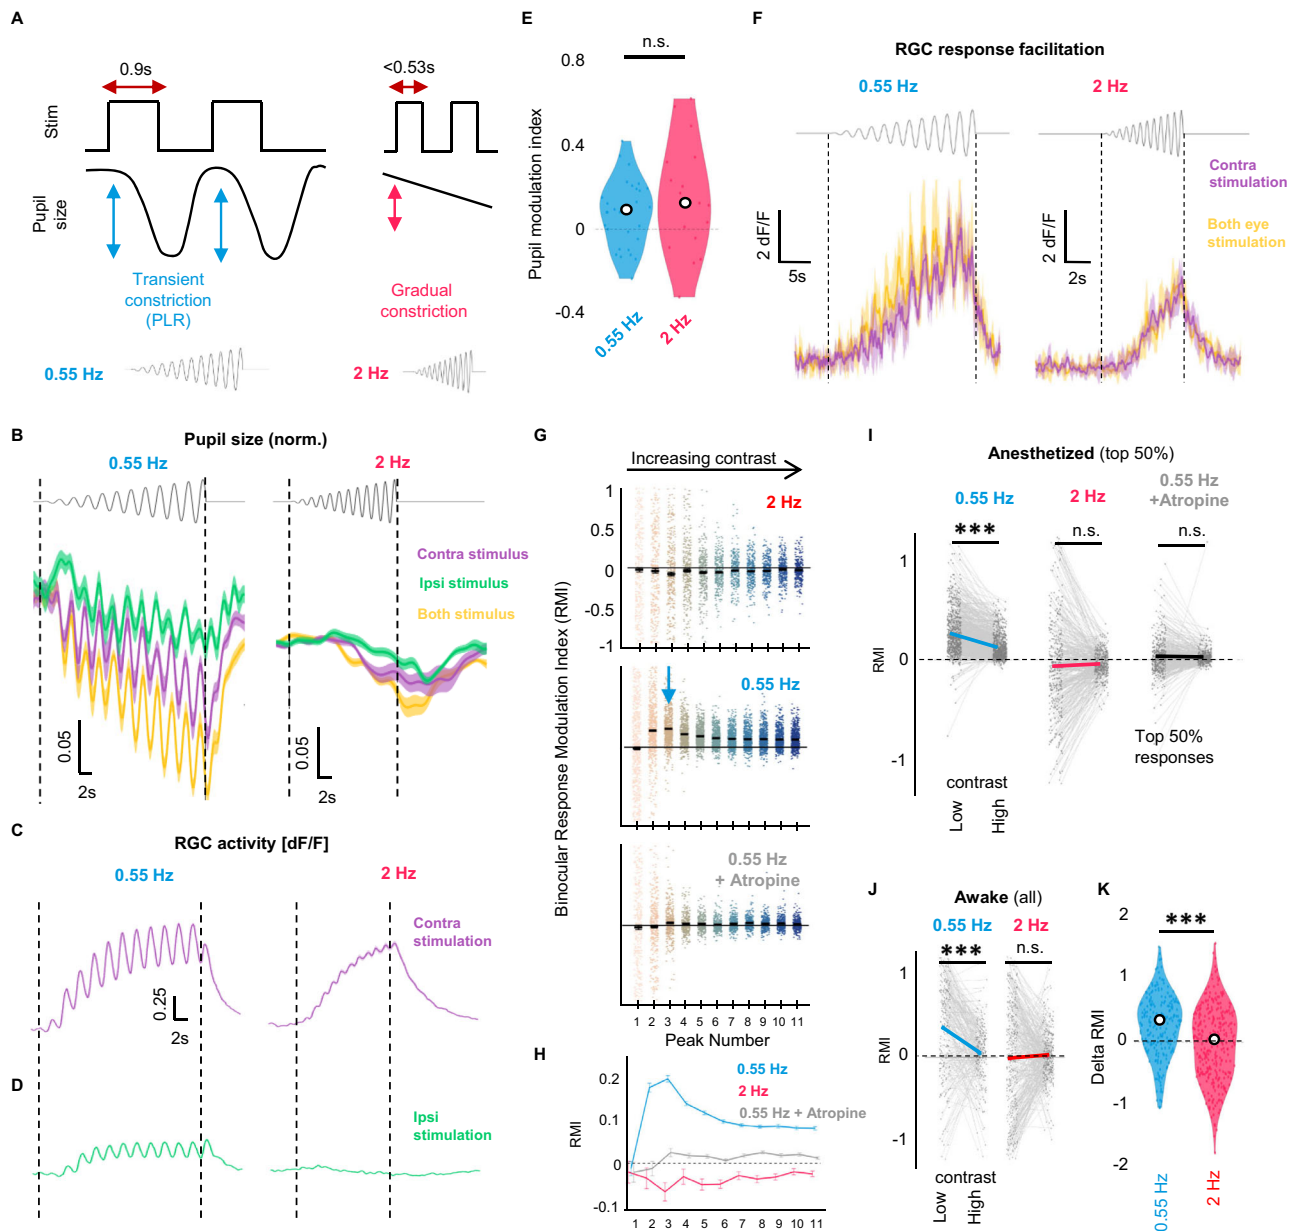 A
0.9s
<0.53s
Stim
Pupil
size
Transient
constriction
(PLR)
Gradual
constriction
0.55 Hz
2 Hz
B
Pupil size (norm.)
0.55 Hz
2 Hz
Contra stimulus
Ipsi stimulus
Both stimulus
0.05
2s
0.05
2s
C
RGC activity [dF/F]
0.55 Hz
2 Hz
Contra
stimulation
0.25
2s
D
Ipsi
stimulation
E
n.s.
Pupil modulation index
0.8
0.4
0
-0.4
0.55 Hz
2 Hz
F
RGC response facilitation
0.55 Hz
2 Hz
Contra
stimulation
Both eye
stimulation
2 dF/F
5s
2 dF/F
2s
G
Increasing contrast
Binocular Response Modulation Index (RMI)
1
0.5
0
-0.5
-1
2 Hz
0.55 Hz
0.55 Hz
+ Atropine
1 2 3 4 5 6 7 8 9 10 11
Peak Number
H
RMI
0.2
0.1
0
-0.1
0.55 Hz
2 Hz
0.55 Hz + Atropine
1 2 3 4 5 6 7 8 9 10 11
I
Anesthetized (top 50%)
0.55 Hz
2 Hz
0.55 Hz
+Atropine
***
n.s.
n.s.
RMI
1
0
-1
Top 50%
responses
contrast
Low
High
J
Awake (all)
0.55 Hz
2 Hz
***
n.s.
RMI
1
0
-1
contrast
Low
High
K
***
Delta RMI
2
1
0
-1
-2
0.55 Hz
2 Hz